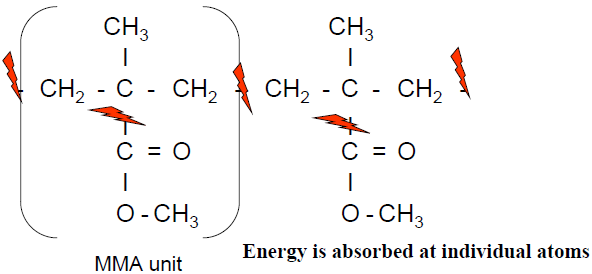 CH₃ CH₃
I I
- CH₂ - C - CH₂ - CH₂ - C - CH₂ -
I I
C = O C = O
I I
O - CH₃ O - CH₃
MMA unit Energy is absorbed at individual atoms